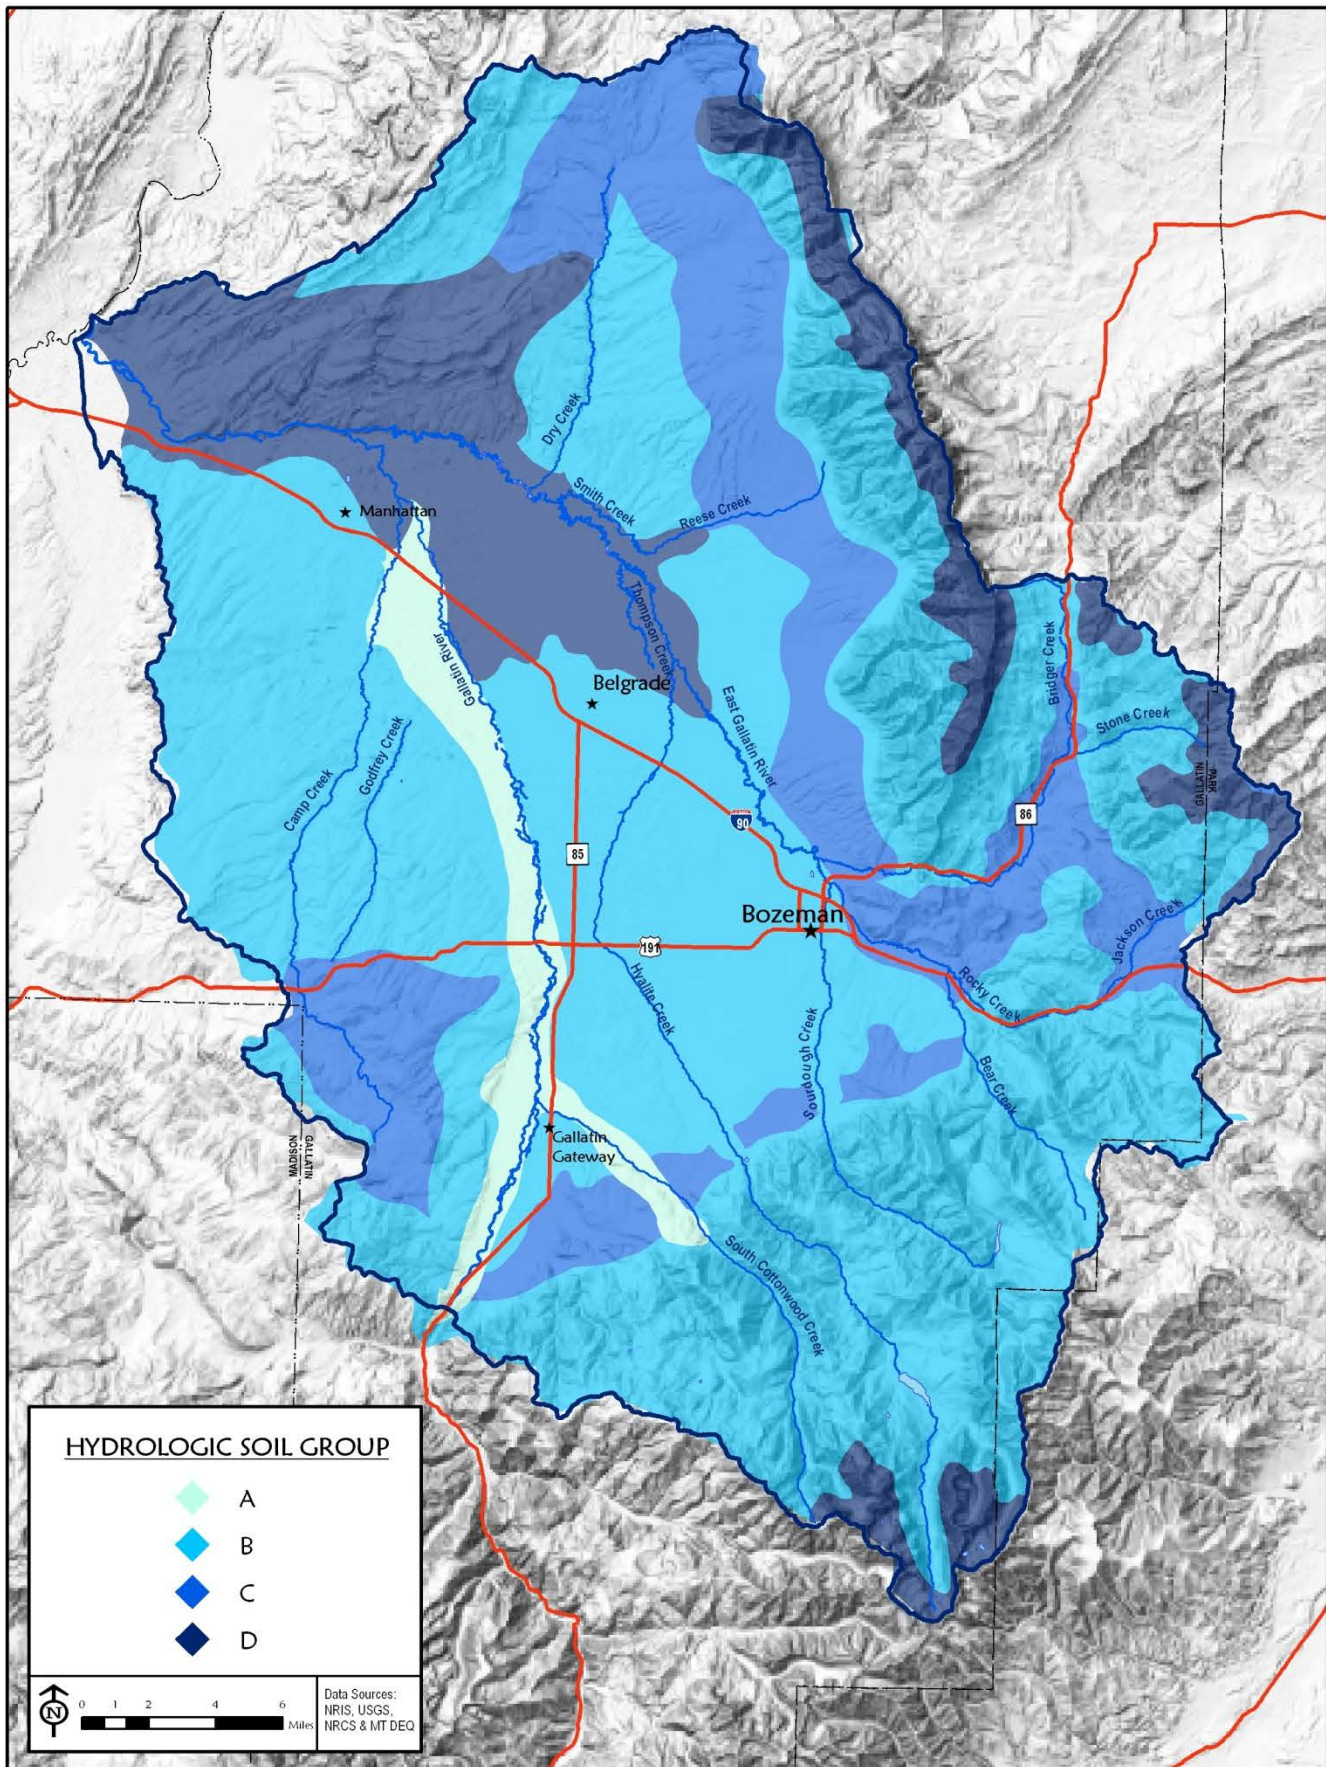 Dry Creek
Smith Creek
Reese Creek
Manhattan
Thompson Creek
Gallatin River
Belgrade
East Gallatin River
Bridger Creek
Stone Creek
GALLATIN
PARK
Camp Creek
Godfrey Creek
86
90
85
Bozeman
191
Jackson Creek
Rocky Creek
Hyalite Creek
Sourdough Creek
Bear Creek
MADISON
GALLATIN
Gallatin
Gateway
South Cottonwood Creek
HYDROLOGIC SOIL GROUP
A
B
C
D
N
0 1 2 4 6
Miles
Data Sources:
NRIS, USGS,
NRCS & MT DEQ